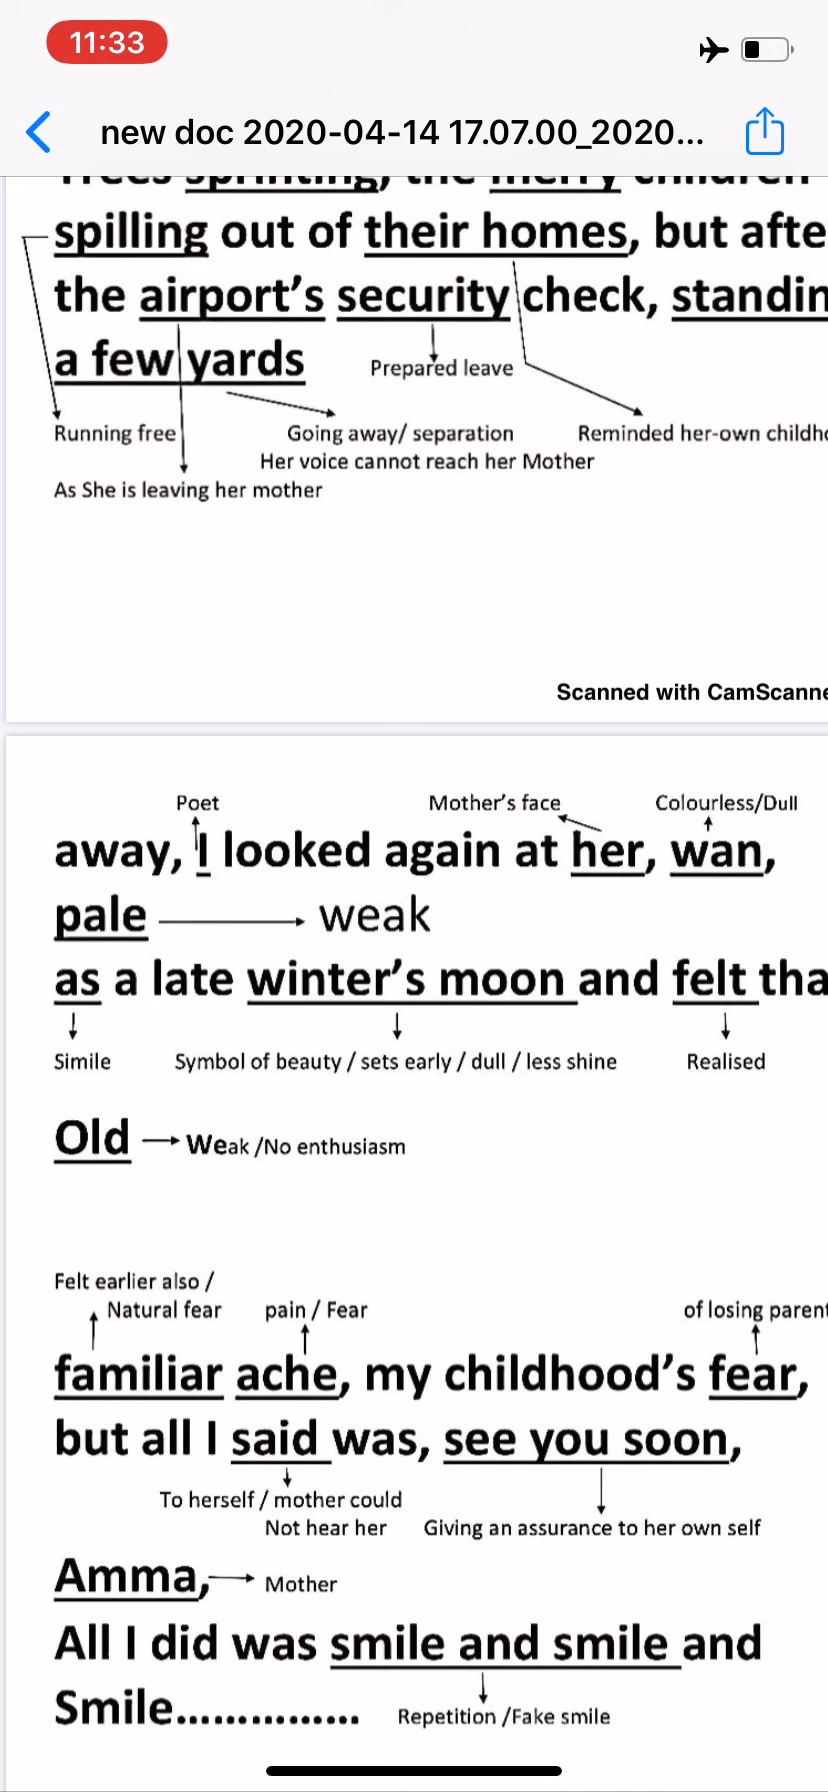 11:33
new doc 2020-04-14 17.07.00_2020...
Trees sprinting, the merry children
spilling out of their homes, but afte
the airport's security check, standin
a few yards
Prepared leave
Running free
Going away/ separation
Reminded her-own childho
Her voice cannot reach her Mother
As She is leaving her mother
Scanned with CamScanne
Poet
Mother's face
Colourless/Dull
away, I looked again at her, wan,
pale weak
as a late winter's moon and felt tha
Simile
Symbol of beauty / sets early / dull / less shine
Realised
Old Weak /No enthusiasm
Felt earlier also /
Natural fear
pain / Fear
of losing parent
familiar ache, my childhood's fear,
but all I said was, see you soon,
To herself / mother could
Not hear her
Giving an assurance to her own self
Amma, Mother
All I did was smile and smile and
Smile...............
Repetition /Fake smile